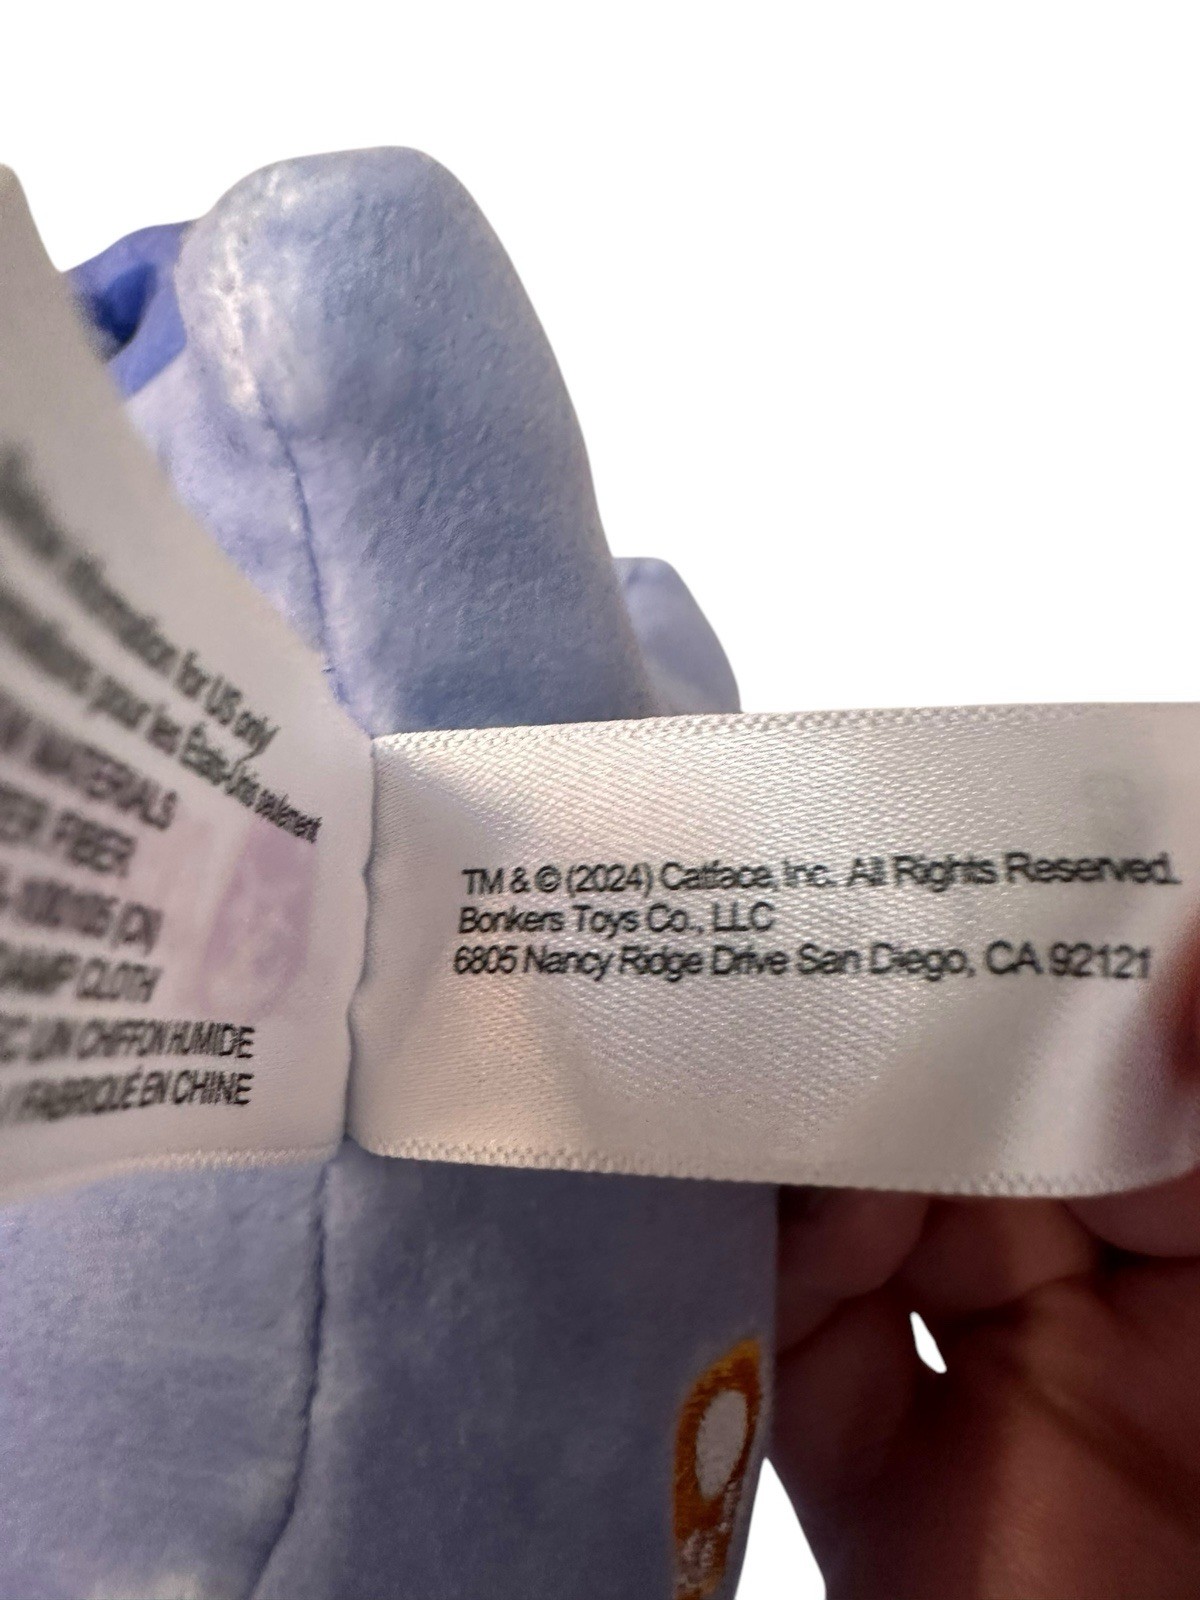 information for US only/
pour les États-Unis seulement
MATERIALS
FIBER
(CN)
DAMP CLOTH
UN CHIFFON HUMIDE
/ FABRIQUÉ EN CHINE
TM & © (2024) Catface, Inc. All Rights Reserved.
Bonkers Toys Co., LLC
6805 Nancy Ridge Drive San Diego, CA 92121